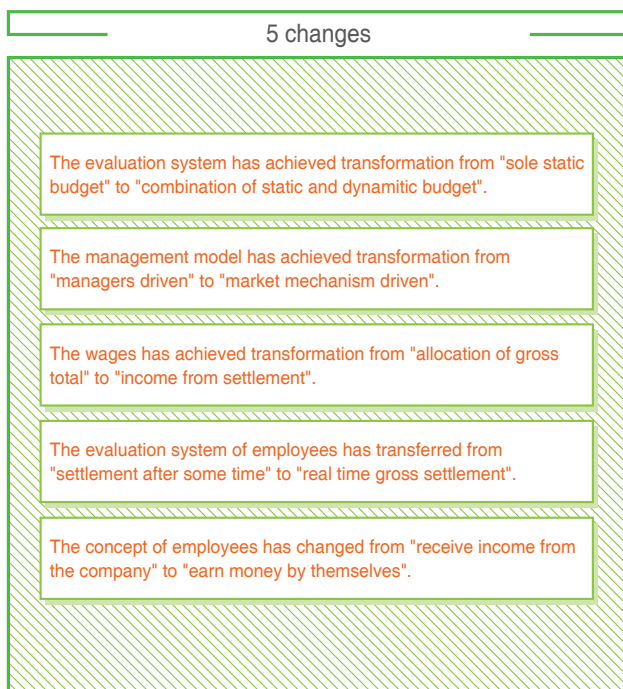 5 changes
The evaluation system has achieved transformation from "sole static
budget" to "combination of static and dynamitic budget".
The management model has achieved transformation from
"managers driven" to "market mechanism driven".
The wages has achieved transformation from "allocation of gross
total" to "income from settlement".
The evaluation system of employees has transferred from
"settlement after some time" to "real time gross settlement".
The concept of employees has changed from "receive income from
the company" to "earn money by themselves".